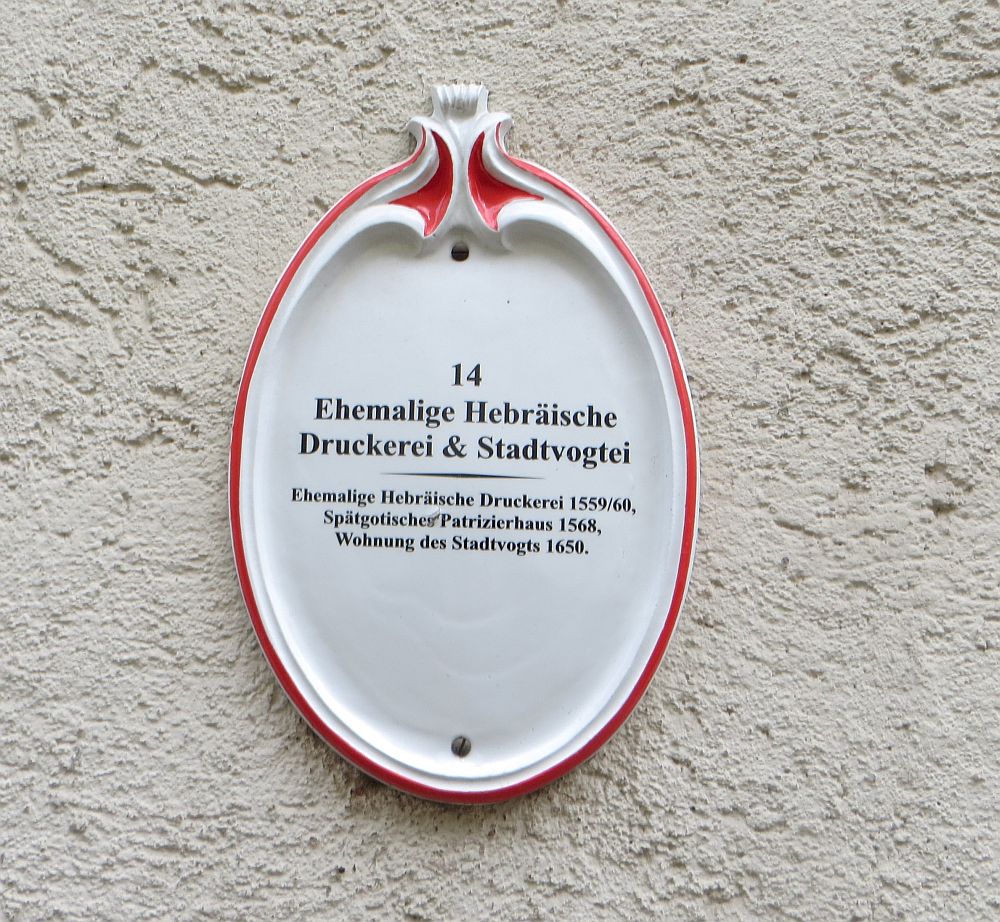 14
Ehemalige Hebräische
Druckerei & Stadtvogtei
Ehemalige Hebräische Druckerei 1559/60,
Spätgotisches Patrizierhaus 1568,
Wohnung des Stadtvogts 1650.